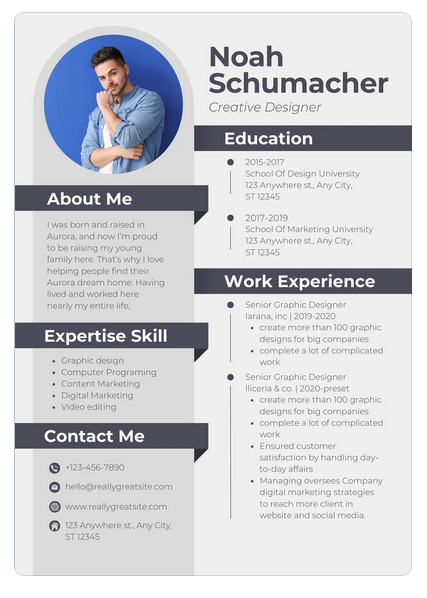 Noah
Schumacher
Creative Designer
About Me
I was born and raised in
Aurora, and now I'm proud
to be raising my young
family here. That's why I love
helping people find their
Aurora dream home. Having
lived and worked here
nearly my entire life,
Expertise Skill
• Graphic design
• Computer Programing
• Content Marketing
• Digital Marketing
• Video editing
Contact Me
+123-456-7890
hello@reallygreatsite.com
www.reallygreatsite.com
123 Anywhere st., Any City,
ST 12345
Education
2015-2017
School Of Design University
123 Anywhere st., Any City,
ST 12345
2017-2019
School Of Marketing University
123 Anywhere st., Any City,
ST 12345
Work Experience
Senior Graphic Designer
larana, inc | 2019-2020
• create more than 100 graphic
designs for big companies
• complete a lot of complicated
work
Senior Graphic Designer
lliceria & co. | 2020-preset
• create more than 100 graphic
designs for big companies
• complete a lot of complicated
work
• Ensured customer
satisfaction by handling day-
to-day affairs
• Managing oversees Company
digital marketing strategies
to reach more client in
website and social media.